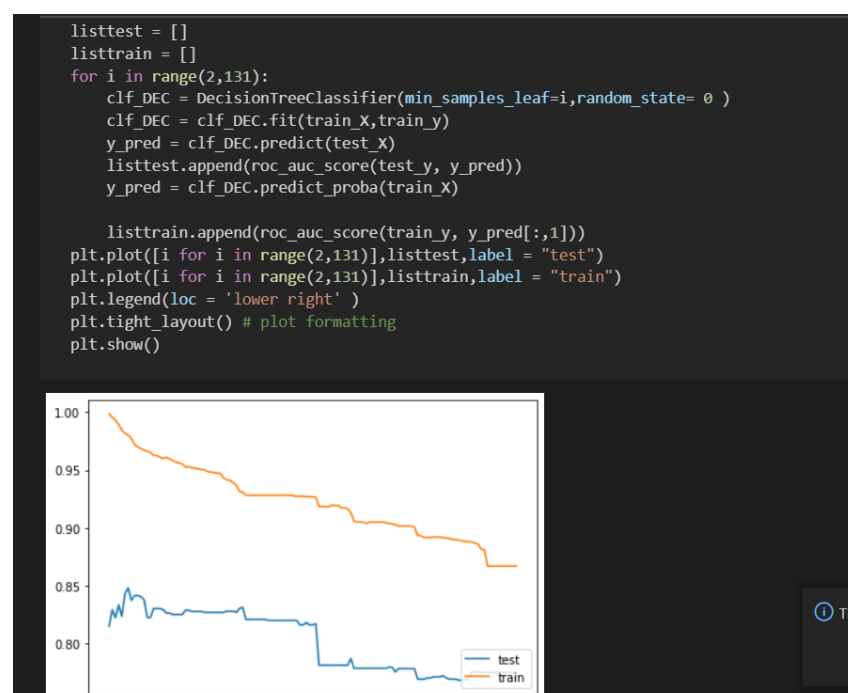 listtest = []
listtrain = []
for i in range(2,131):
    clf_DEC = DecisionTreeClassifier(min_samples_leaf=i,random_state= 0 )
    clf_DEC = clf_DEC.fit(train_X,train_y)
    y_pred = clf_DEC.predict(test_X)
    listtest.append(roc_auc_score(test_y, y_pred))
    y_pred = clf_DEC.predict_proba(train_X)
    listtrain.append(roc_auc_score(train_y, y_pred[:,1]))
plt.plot([i for i in range(2,131)],listtest,label = "test")
plt.plot([i for i in range(2,131)],listtrain,label = "train")
plt.legend(loc = 'lower right' )
plt.tight_layout() # plot formatting
plt.show()
1.00
0.95
0.90
0.85
0.80
test
train